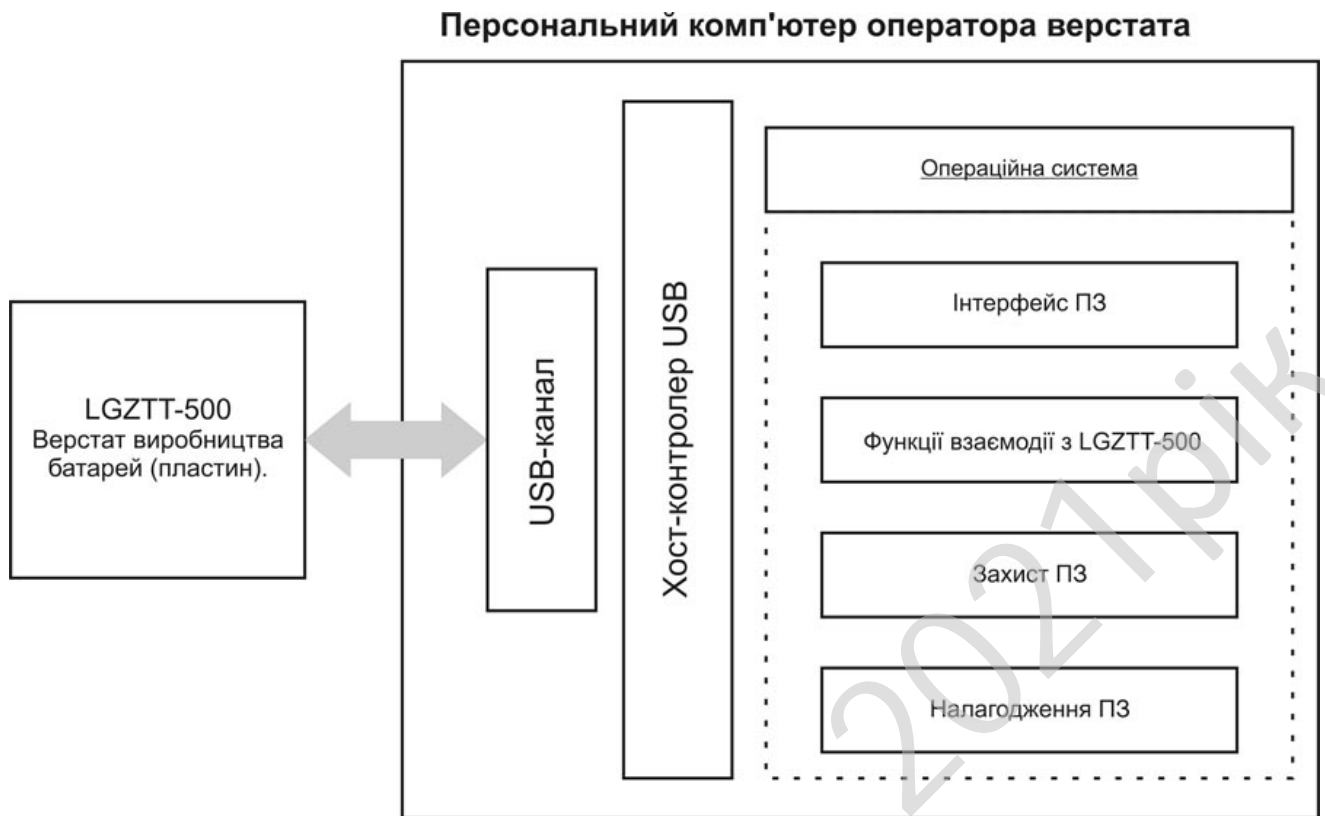 Персональний комп'ютер оператора верстата
LGZTT-500
Верстат виробництва
батарей (пластин).
USB-канал
Хост-контролер USB
Операційна система
Інтерфейс ПЗ
Функції взаємодії з LGZTT-500
Захист ПЗ
Налагодження ПЗ
2021рік